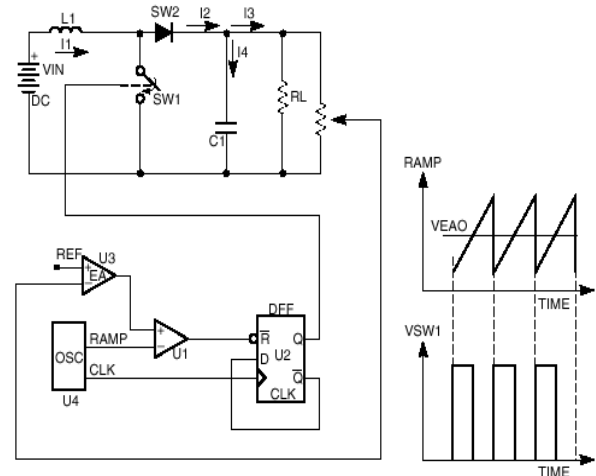 L1
SW2
I2
I3
I1
I4
VIN
DC
SW1
RL
C1
REF
U3
+
EA
−
DFF
+
−
U1
R
Q
D
U2
Q
CLK
OSC
RAMP
CLK
U4
RAMP
VEAO
TIME
VSW1
TIME